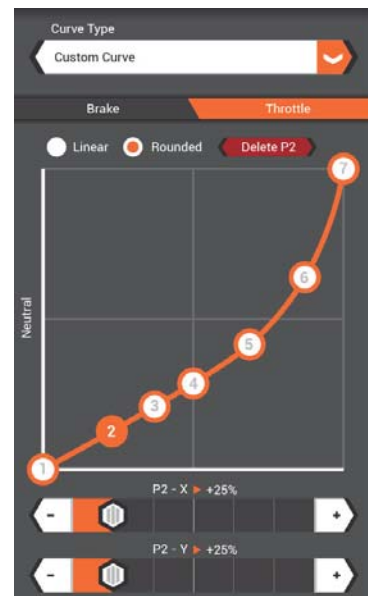 Curve Type
Custom Curve
Brake
Throttle
Linear
Rounded
Delete P2
7
6
Neutral
5
4
3
2
1
P2 - X ▶ +25%
- +
P2 - Y ▶ +25%
- +